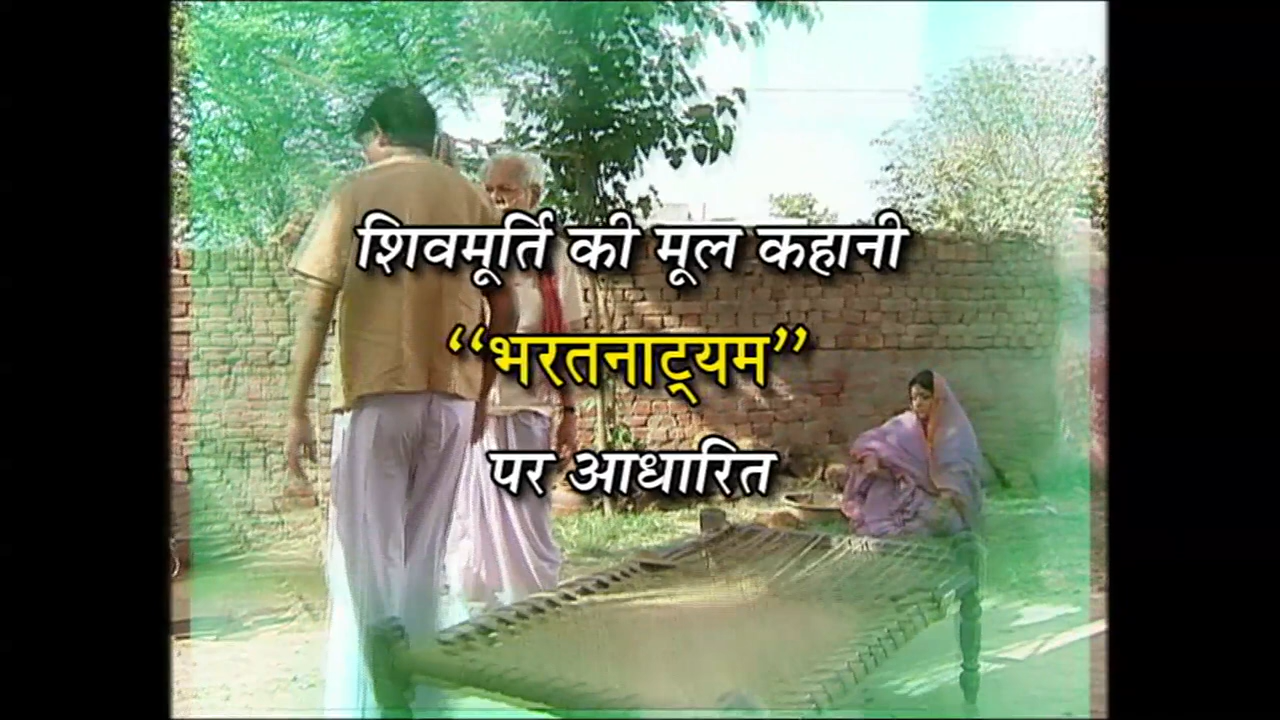 शिवमूर्ति की मूल कहानी
“भरतनाट्यम”
पर आधारित